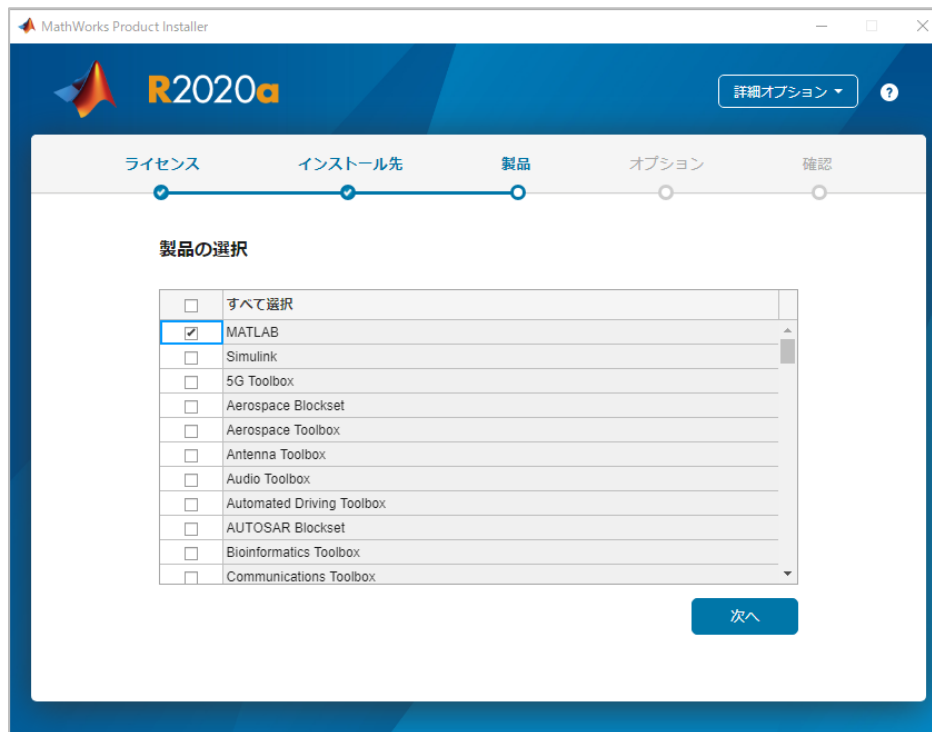 MathWorks Product Installer
R2020a
詳細オプション
?
ライセンス インストール先 製品 オプション 確認
製品の選択
すべて選択
MATLAB
Simulink
5G Toolbox
Aerospace Blockset
Aerospace Toolbox
Antenna Toolbox
Audio Toolbox
Automated Driving Toolbox
AUTOSAR Blockset
Bioinformatics Toolbox
Communications Toolbox
次へ